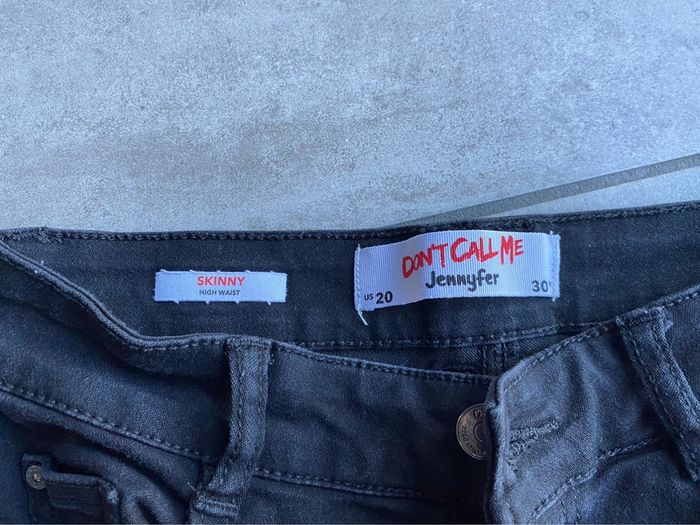 SKINNY
HIGH WAIST
DON'T CALL ME
Jennyfer
US 20 30'